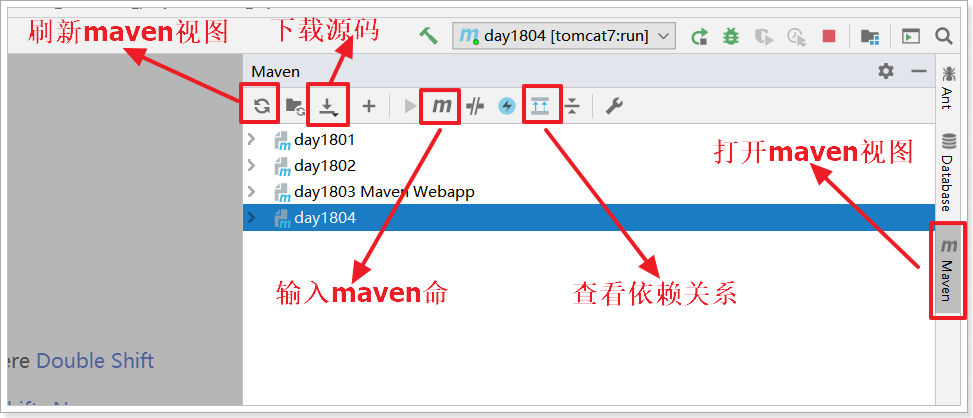 刷新maven视图
下载源码
day1804 [tomcat7:run]
Maven
day1801
day1802
day1803 Maven Webapp
day1804
Ant
Database
Maven
打开maven视图
输入maven命
查看依赖关系
ere Double Shift